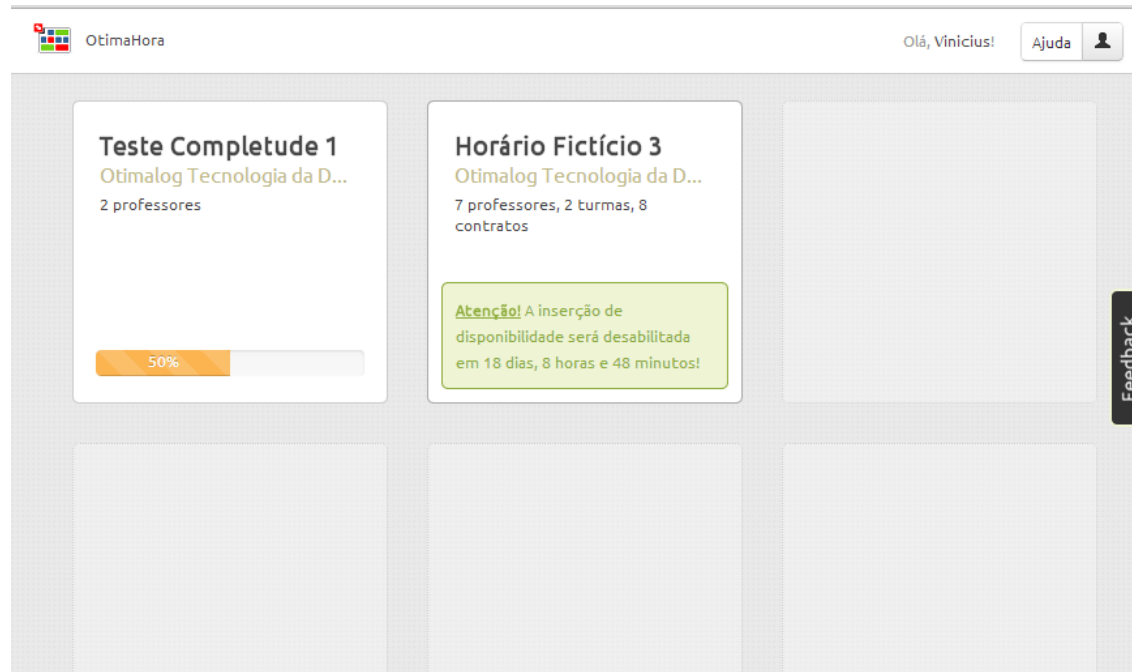 OtimaHora
Olá, Vinicius!
Ajuda
Teste Completude 1
Otimalog Tecnologia da D...
2 professores
50%
Horário Fictício 3
Otimalog Tecnologia da D...
7 professores, 2 turmas, 8
contratos
Atenção! A inserção de
disponibilidade será desabilitada
em 18 dias, 8 horas e 48 minutos!
Feedback